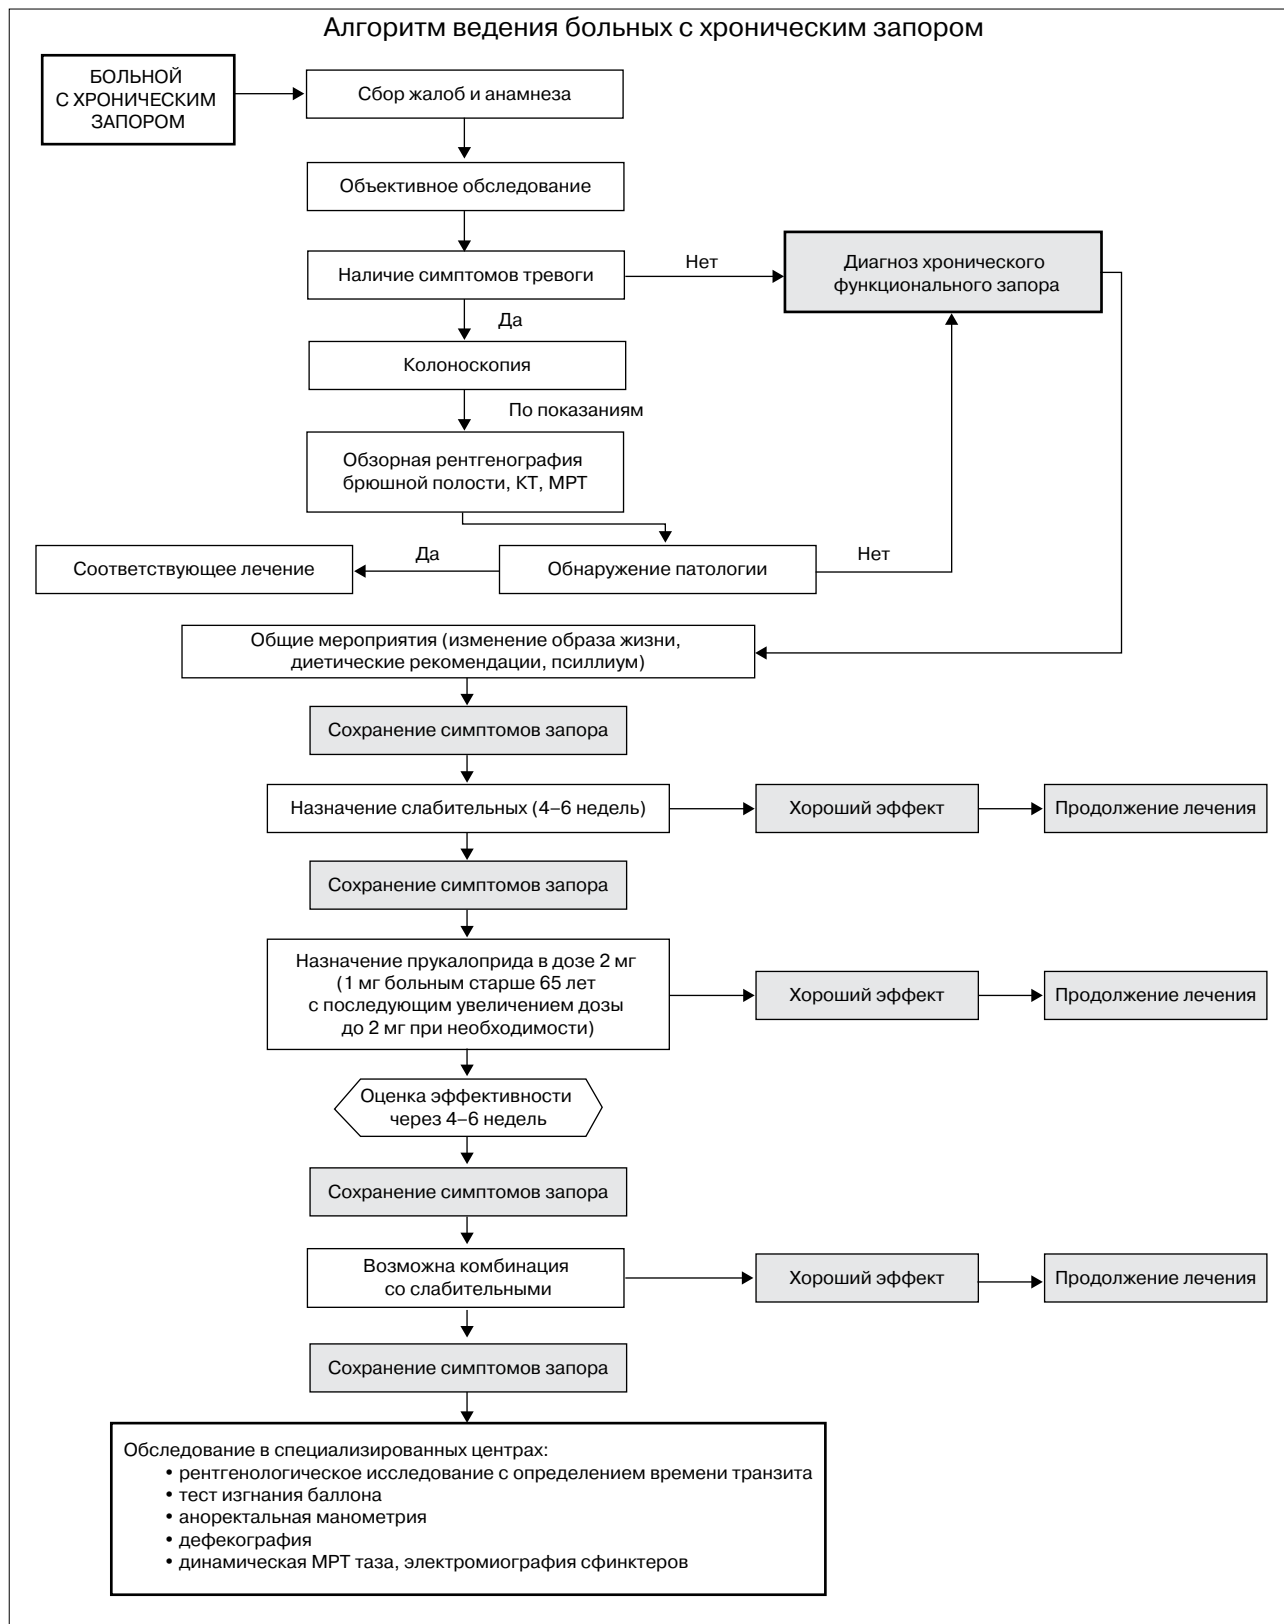 Алгоритм ведения больных с хроническим запором
БОЛЬНОЙ
С ХРОНИЧЕСКИМ
ЗАПОРОМ
Сбор жалоб и анамнеза
Объективное обследование
Наличие симптомов тревоги
Нет
Диагноз хронического
функционального запора
Да
Колоноскопия
По показаниям
Обзорная рентгенография
брюшной полости, КТ, МРТ
Соответствующее лечение
Да
Обнаружение патологии
Нет
Общие мероприятия (изменение образа жизни,
диетические рекомендации, псиллиум)
Сохранение симптомов запора
Назначение слабительных (4–6 недель)
Хороший эффект
Продолжение лечения
Сохранение симптомов запора
Назначение прукалоприда в дозе 2 мг
(1 мг больным старше 65 лет
с последующим увеличением дозы
до 2 мг при необходимости)
Хороший эффект
Продолжение лечения
Оценка эффективности
через 4–6 недель
Сохранение симптомов запора
Возможна комбинация
со слабительными
Хороший эффект
Продолжение лечения
Сохранение симптомов запора
Обследование в специализированных центрах:
• рентгенологическое исследование с определением времени транзита
• тест изгнания баллона
• аноректальная манометрия
• дефекография
• динамическая МРТ таза, электромиография сфинктеров